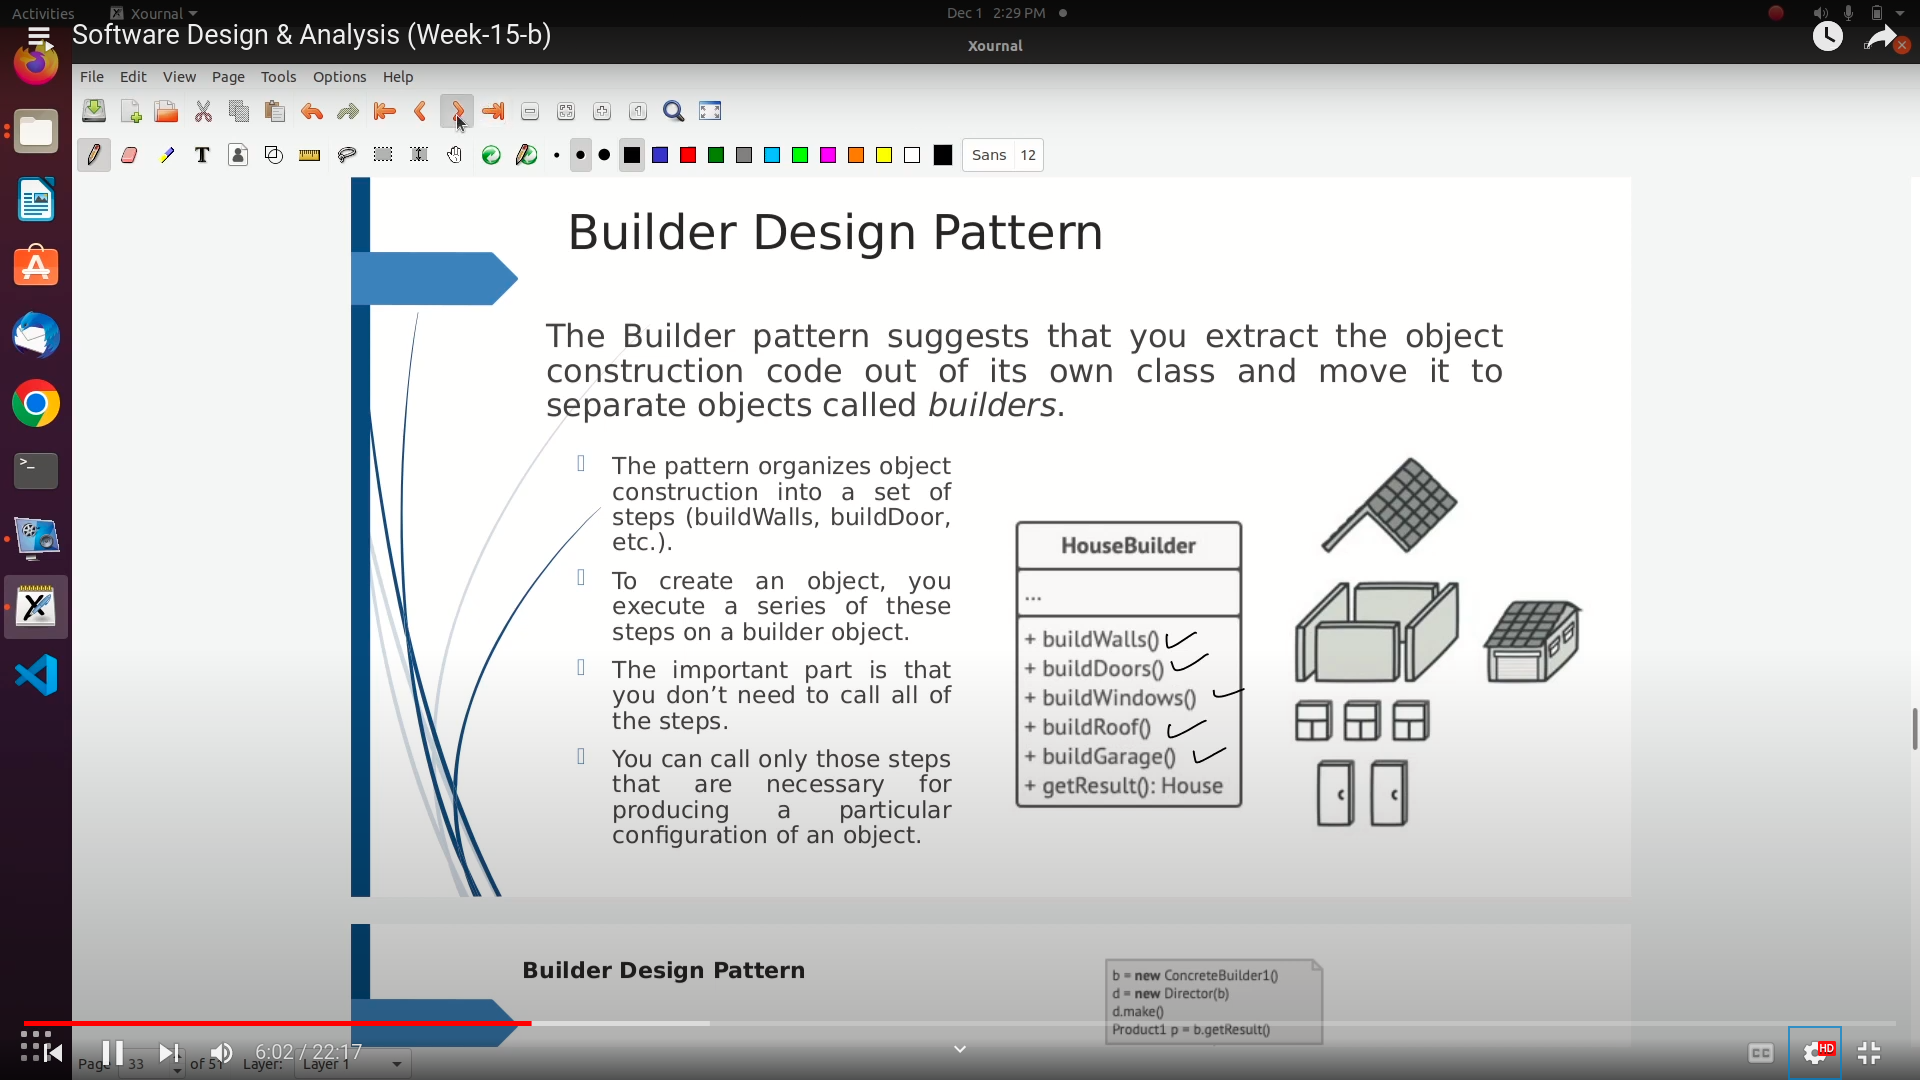 Activities
Xournal
Dec 1 2:29 PM
Software Design & Analysis (Week-15-b)
Xournal
File Edit View Page Tools Options Help
T
Sans 12
Builder Design Pattern
The Builder pattern suggests that you extract the object
construction code out of its own class and move it to
separate objects called builders.
The pattern organizes object
construction into a set of
steps (buildWalls, buildDoor,
etc.).
To create an object, you
execute a series of these
steps on a builder object.
The important part is that
you don't need to call all of
the steps.
You can call only those steps
that are necessary for
producing a particular
configuration of an object.
HouseBuilder
...
+ buildWalls()
+ buildDoors()
+ buildWindows()
+ buildRoof()
+ buildGarage()
+ getResult(): House
Builder Design Pattern
b = new ConcreteBuilder1()
d = new Director(b)
d.make()
Product1 p = b.getResult()
6:02 / 22:17
CC
HD
Page 33 of 51 Layer: Layer 1